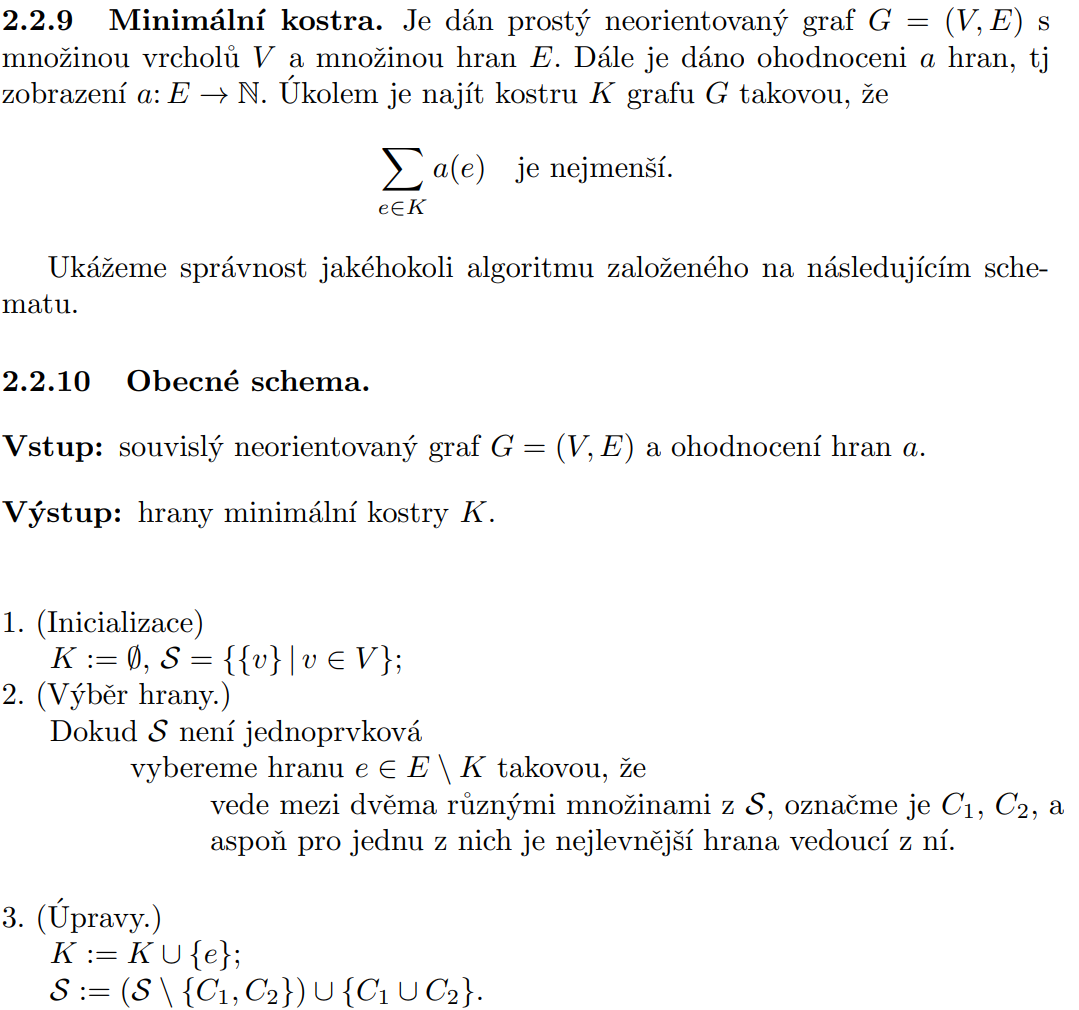 2.2.9 Minimální kostra. Je dán prostý neorientovaný graf G = (V, E) s
množinou vrcholů V a množinou hran E. Dále je dáno ohodnoceni a hran, tj
zobrazení a: E → ℕ. Úkolem je najít kostru K grafu G takovou, že
∑ a(e) je nejmenší.
e∈K
Ukážeme správnost jakéhokoli algoritmu založeného na následujícím sche-
matu.
2.2.10 Obecné schema.
Vstup: souvislý neorientovaný graf G = (V, E) a ohodnocení hran a.
Výstup: hrany minimální kostry K.
1. (Inicializace)
K := ∅, 𝒮 = {{v} | v ∈ V};
2. (Výběr hrany.)
Dokud 𝒮 není jednoprvková
vybereme hranu e ∈ E \ K takovou, že
vede mezi dvěma různými množinami z 𝒮, označme je C₁, C₂, a
aspoň pro jednu z nich je nejlevnější hrana vedoucí z ní.
3. (Úpravy.)
K := K ∪ {e};
𝒮 := (𝒮 \ {C₁, C₂}) ∪ {C₁ ∪ C₂}.